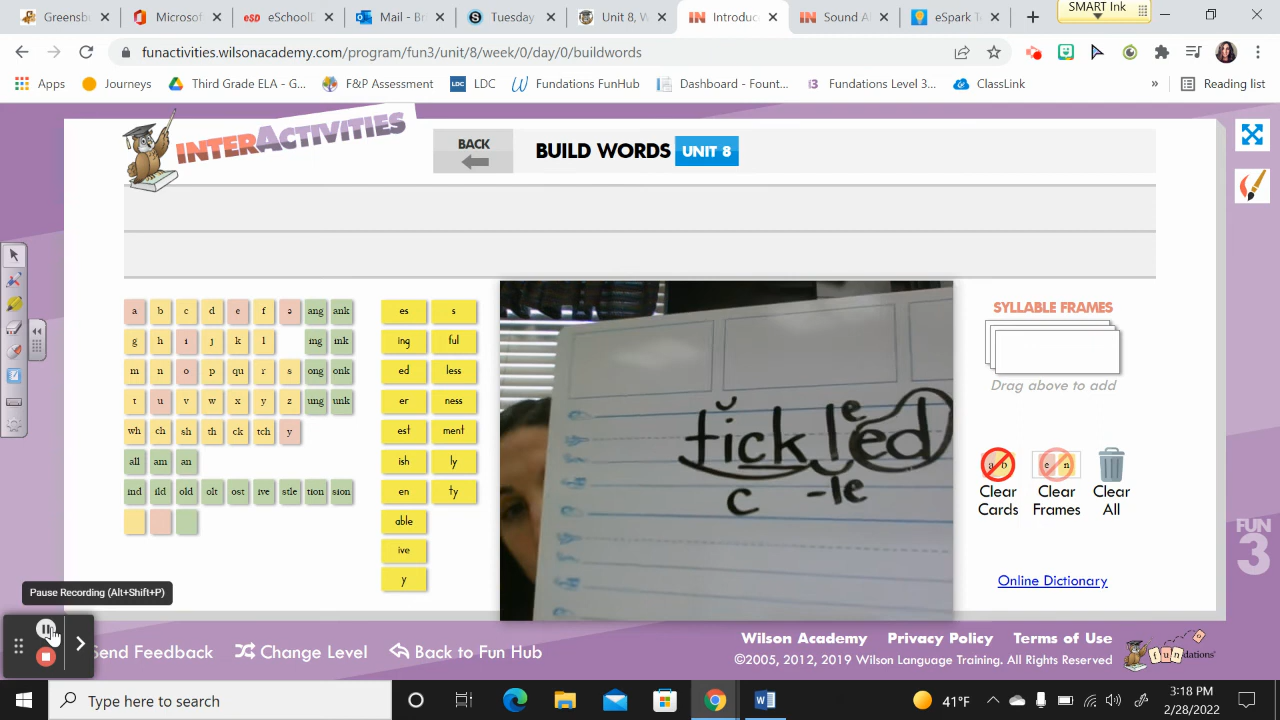 Greensb
Microsof
eSchoolD
Mail - Br
Tuesday
Unit 8, W
Introduc
Sound Al
eSpark Te
SMART Ink
funactivities.wilsonacademy.com/program/fun3/unit/8/week/0/day/0/buildwords
Apps
Journeys
Third Grade ELA - G...
F&P Assessment
LDC
Fundations FunHub
Dashboard - Fount...
Fundations Level 3...
ClassLink
»
Reading list
INTERACTIVITIES
BACK
BUILD WORDS UNIT 8
a b c d e f ə ang ank
g h i j k l ing ink
m n o p qu r s ong onk
t u v w x y z ung unk
wh ch sh th ck tch y
all am an
ind ild old olt ost ive stle tion sion
es s
ing ful
ed less
er ness
est ment
ish ly
en ty
able
ive
y
tĭck l e ed
c -le
SYLLABLE FRAMES
Drag above to add
a b
e n
Clear Cards
Clear Frames
Clear All
Online Dictionary
FUN
3
Pause Recording (Alt+Shift+P)
Send Feedback
Change Level
Back to Fun Hub
Wilson Academy Privacy Policy Terms of Use
©2005, 2012, 2019 Wilson Language Training. All Rights Reserved
fundations
Type here to search
41°F
3:18 PM
2/28/2022